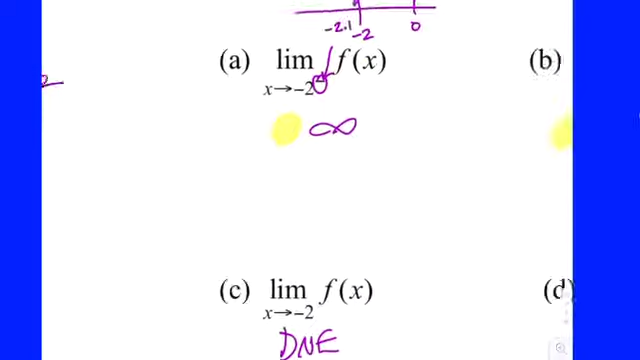 -2.1 -2 0
(a) lim f(x) (b)
x→-2⁻
∞
(c) lim f(x) (d)
x→-2
DNE